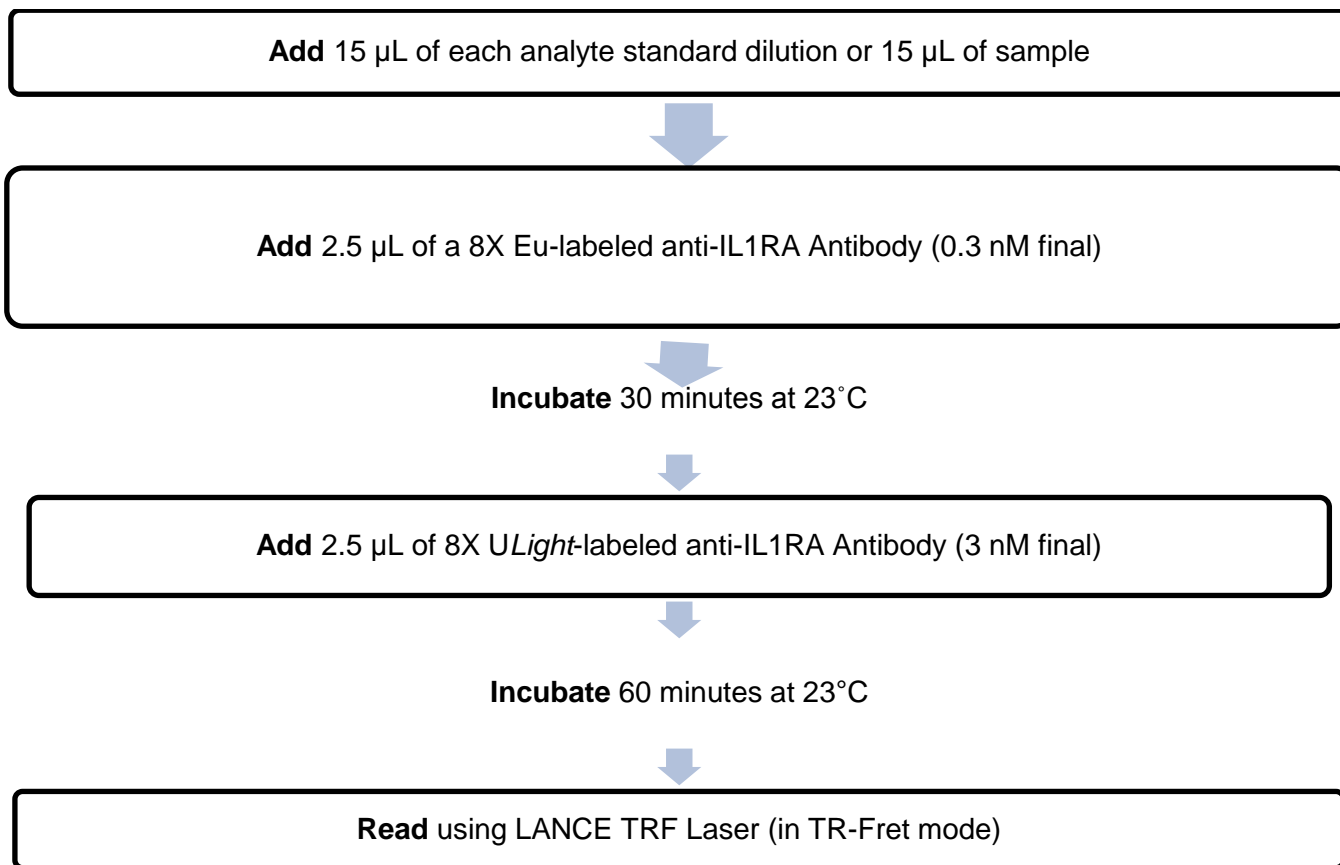 Add 15 µL of each analyte standard dilution or 15 µL of sample
Add 2.5 µL of a 8X Eu-labeled anti-IL1RA Antibody (0.3 nM final)
Incubate 30 minutes at 23˚C
Add 2.5 µL of 8X ULight-labeled anti-IL1RA Antibody (3 nM final)
Incubate 60 minutes at 23°C
Read using LANCE TRF Laser (in TR-Fret mode)